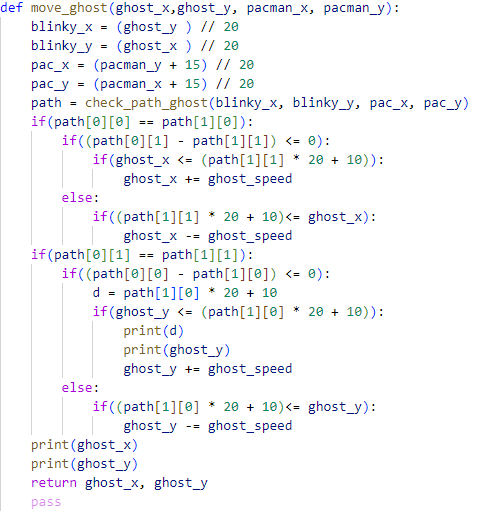 def move_ghost(ghost_x,ghost_y, pacman_x, pacman_y):
    blinky_x = (ghost_y ) // 20
    blinky_y = (ghost_x ) // 20
    pac_x = (pacman_y + 15) // 20
    pac_y = (pacman_x + 15) // 20
    path = check_path_ghost(blinky_x, blinky_y, pac_x, pac_y)
    if(path[0][0] == path[1][0]):
        if((path[0][1] - path[1][1]) <= 0):
            if(ghost_x <= (path[1][1] * 20 + 10)):
                ghost_x += ghost_speed
        else:
            if((path[1][1] * 20 + 10)<= ghost_x):
                ghost_x -= ghost_speed
    if(path[0][1] == path[1][1]):
        if((path[0][0] - path[1][0]) <= 0):
            d = path[1][0] * 20 + 10
            if(ghost_y <= (path[1][0] * 20 + 10)):
                print(d)
                print(ghost_y)
                ghost_y += ghost_speed
        else:
            if((path[1][0] * 20 + 10)<= ghost_y):
                ghost_y -= ghost_speed
    print(ghost_x)
    print(ghost_y)
    return ghost_x, ghost_y
    pass